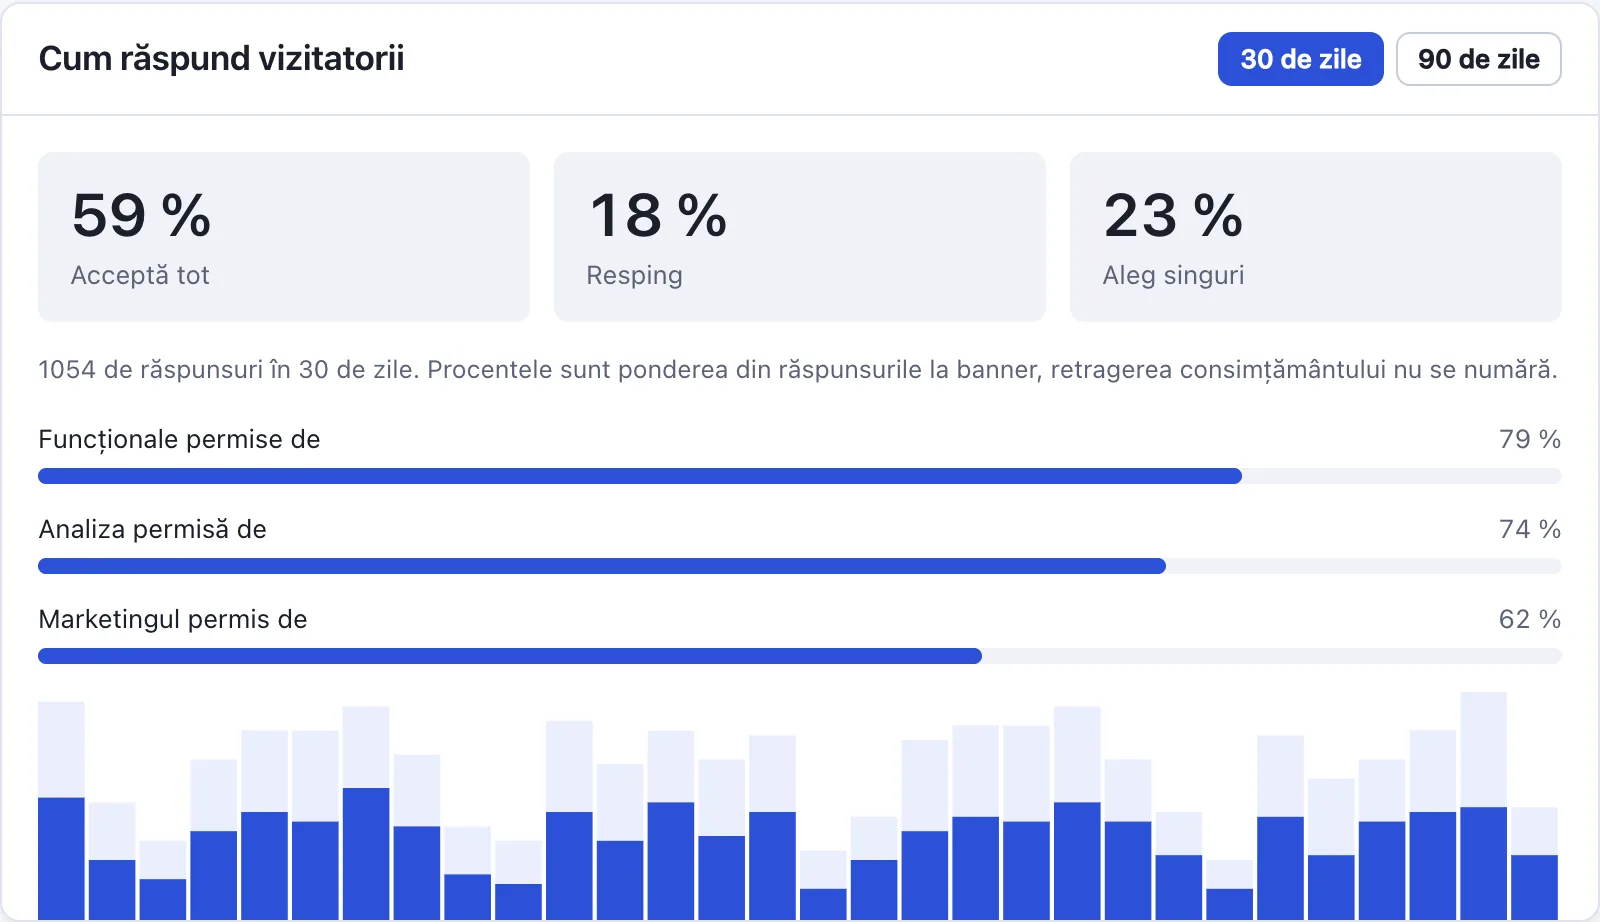 Cum răspund vizitatorii
30 de zile
90 de zile
59 %
Acceptă tot
18 %
Resping
23 %
Aleg singuri
1054 de răspunsuri în 30 de zile. Procentele sunt ponderea din răspunsurile la banner, retragerea consimțământului nu se numără.
Funcționale permise de
79 %
Analiza permisă de
74 %
Marketingul permis de
62 %